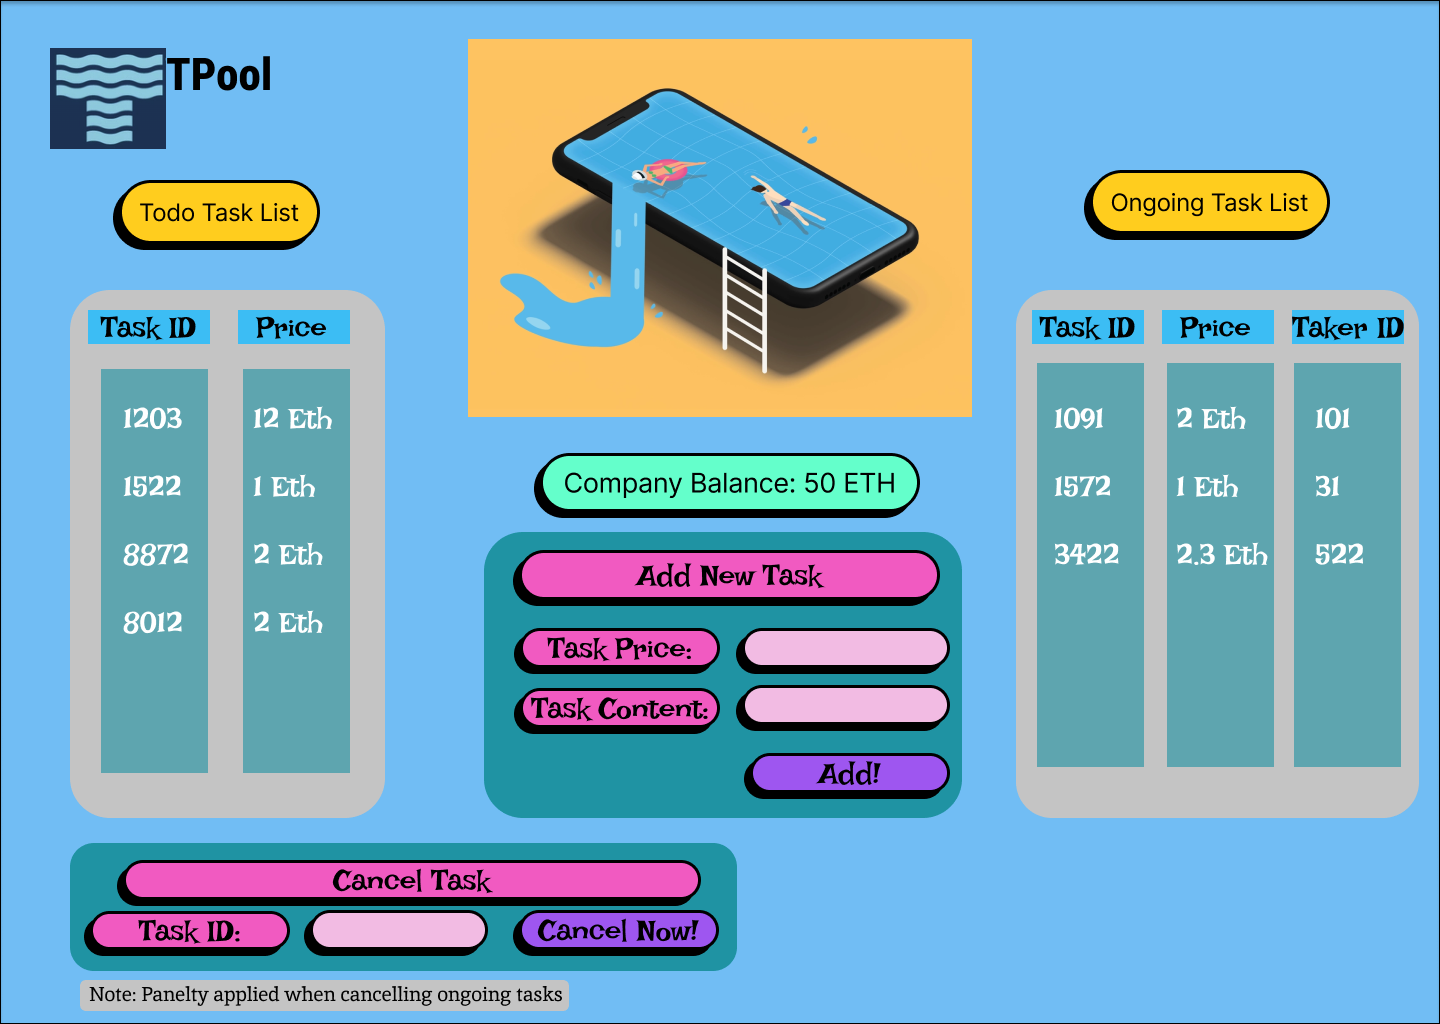 TPool
Todo Task List
Task ID Price
1203 12 Eth
1522 1 Eth
8872 2 Eth
8012 2 Eth
Company Balance: 50 ETH
Add New Task
Task Price:
Task Content:
Add!
Ongoing Task List
Task ID Price Taker ID
1091 2 Eth 101
1572 1 Eth 31
3422 2.3 Eth 522
Cancel Task
Task ID: Cancel Now!
Note: Panelty applied when cancelling ongoing tasks